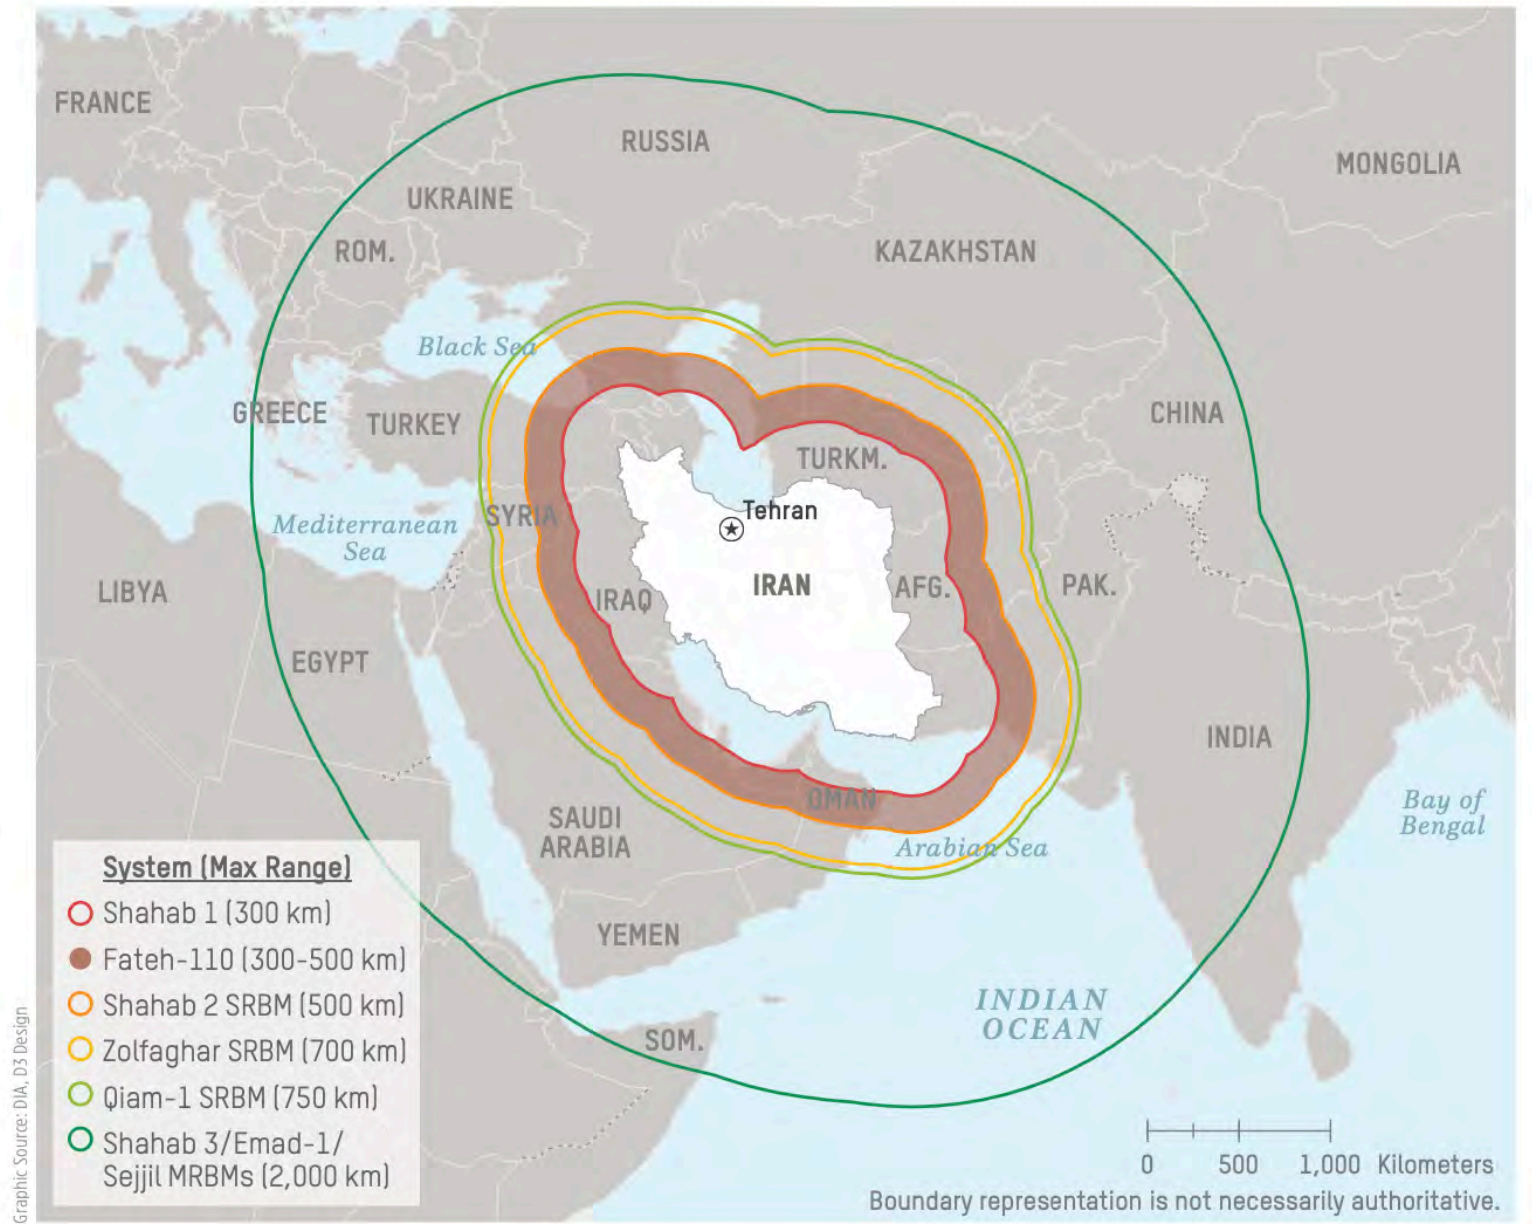 FRANCE
RUSSIA
MONGOLIA
UKRAINE
ROM.
KAZAKHSTAN
Black Sea
GREECE
TURKEY
CHINA
TURKM.
Tehran
SYRIA
Mediterranean
Sea
IRAN
LIBYA
IRAQ
AFG.
PAK.
EGYPT
INDIA
OMAN
SAUDI
ARABIA
Arabian Sea
Bay of
Bengal
YEMEN
INDIAN
OCEAN
SOM.
System (Max Range)
Shahab 1 (300 km)
Fateh-110 (300-500 km)
Shahab 2 SRBM (500 km)
Zolfaghar SRBM (700 km)
Qiam-1 SRBM (750 km)
Shahab 3/Emad-1/
Sejjil MRBMs (2,000 km)
0 500 1,000 Kilometers
Boundary representation is not necessarily authoritative.
Graphic Source: DIA, D3 Design